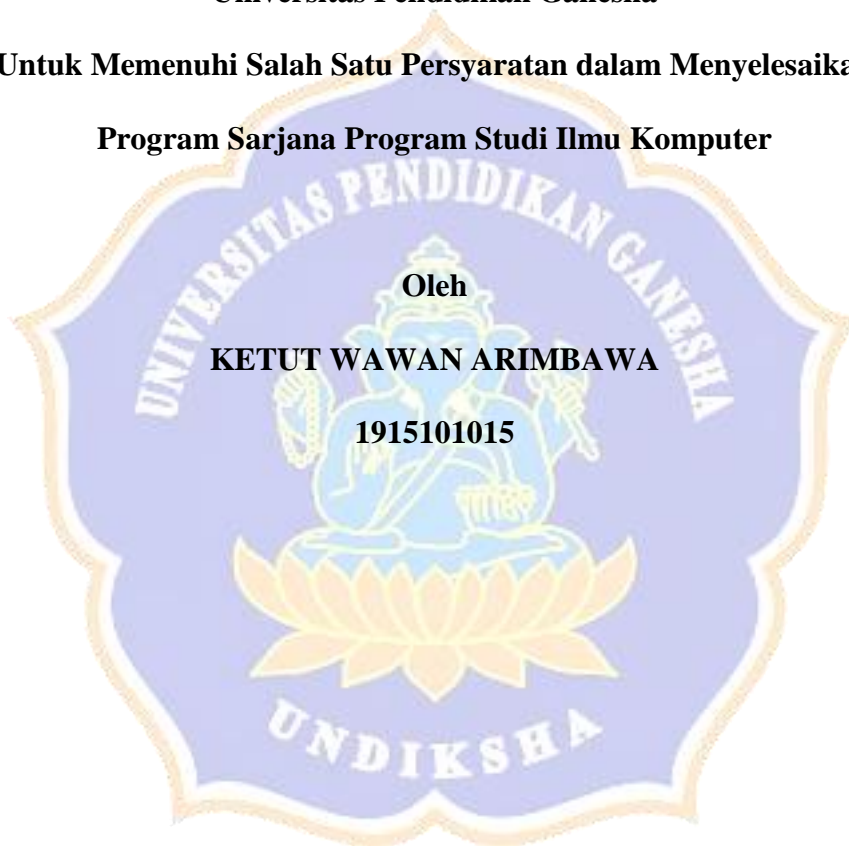 Universitas Pendidikan Ganesha
Untuk Memenuhi Salah Satu Persyaratan dalam Menyelesaika
Program Sarjana Program Studi Ilmu Komputer
UNIVERSITAS PENDIDIKAN GANESHA
Oleh
KETUT WAWAN ARIMBAWA
1915101015
UNDIKSHA